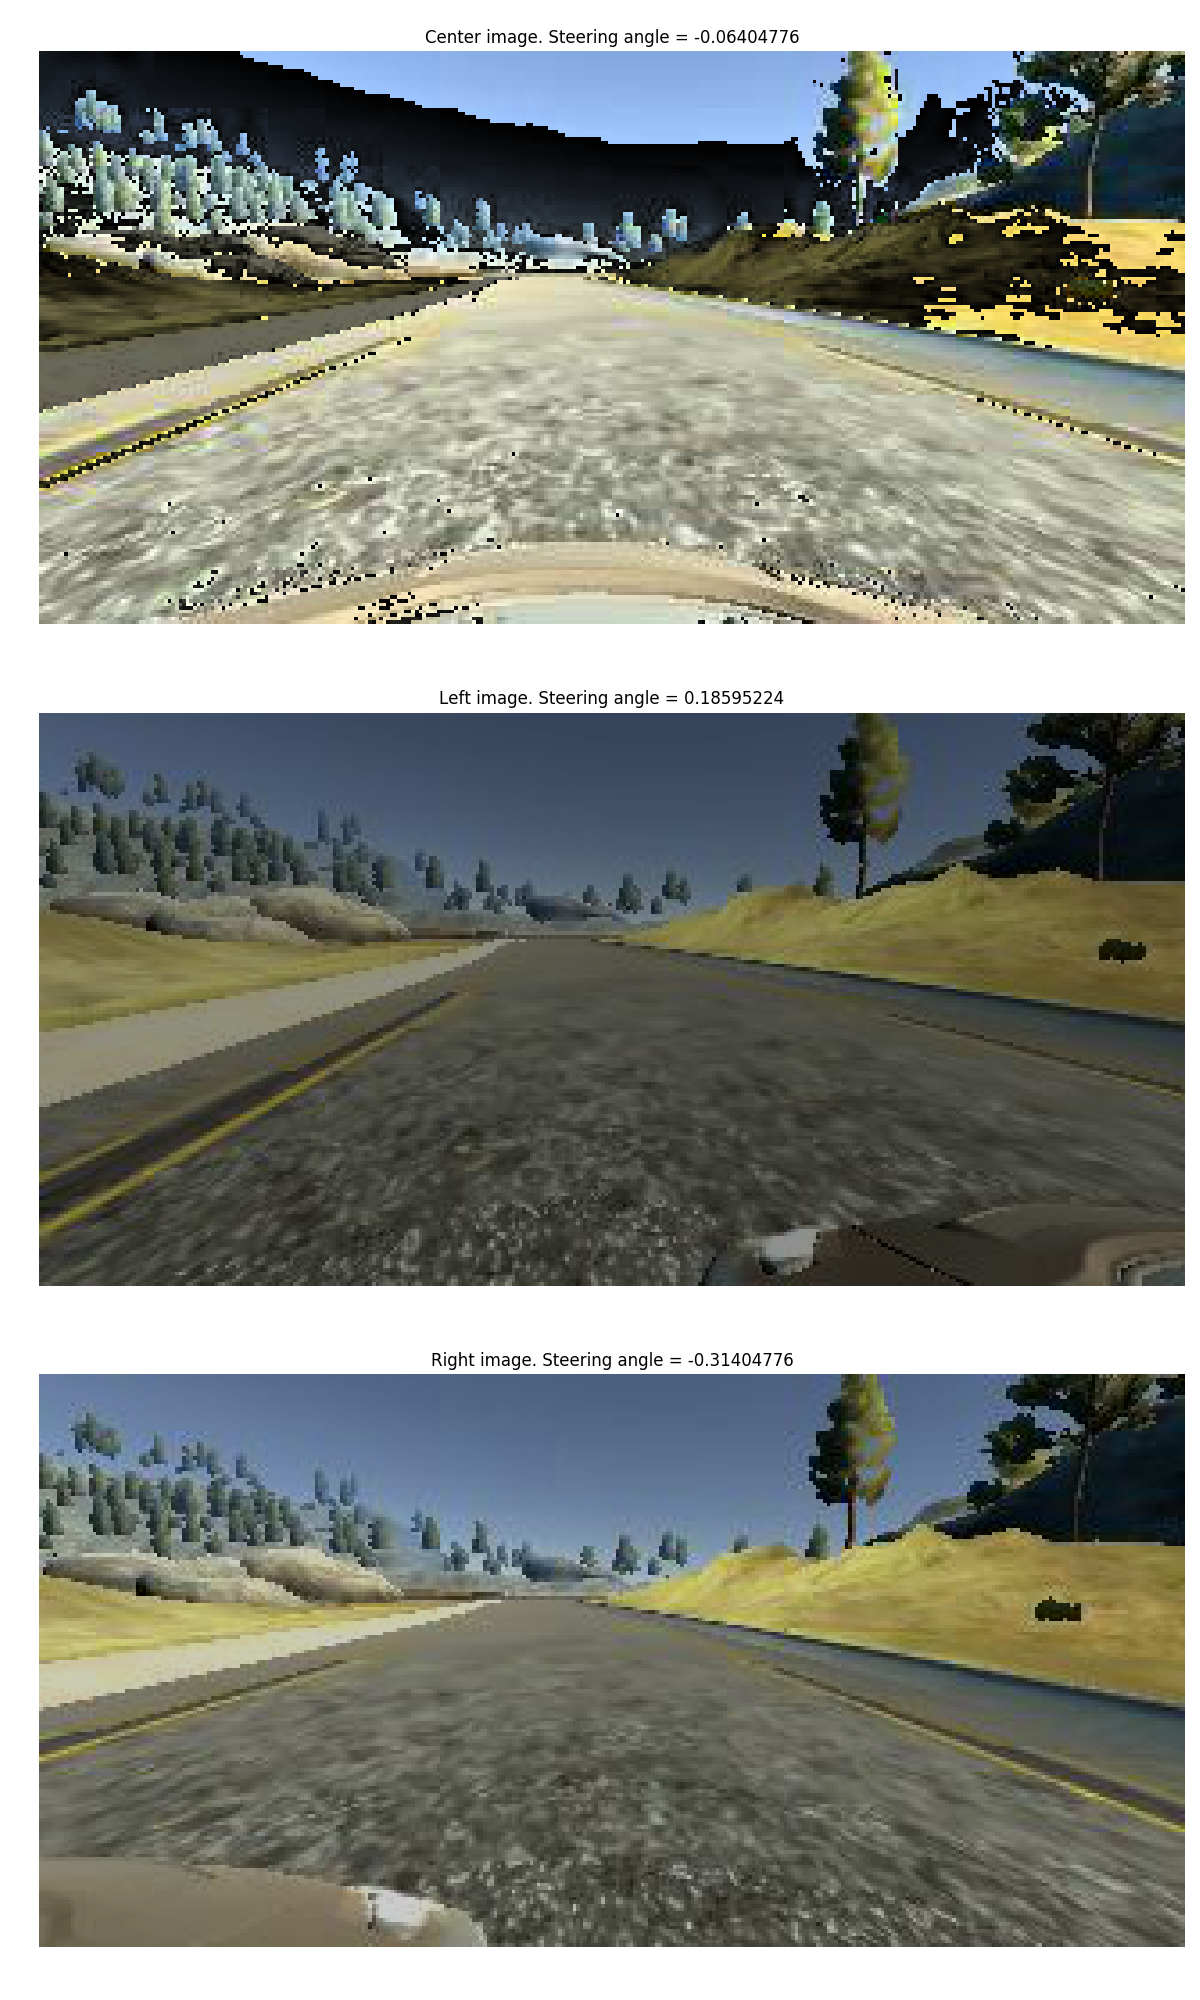 Center image. Steering angle = -0.06404776
Left image. Steering angle = 0.18595224
Right image. Steering angle = -0.31404776